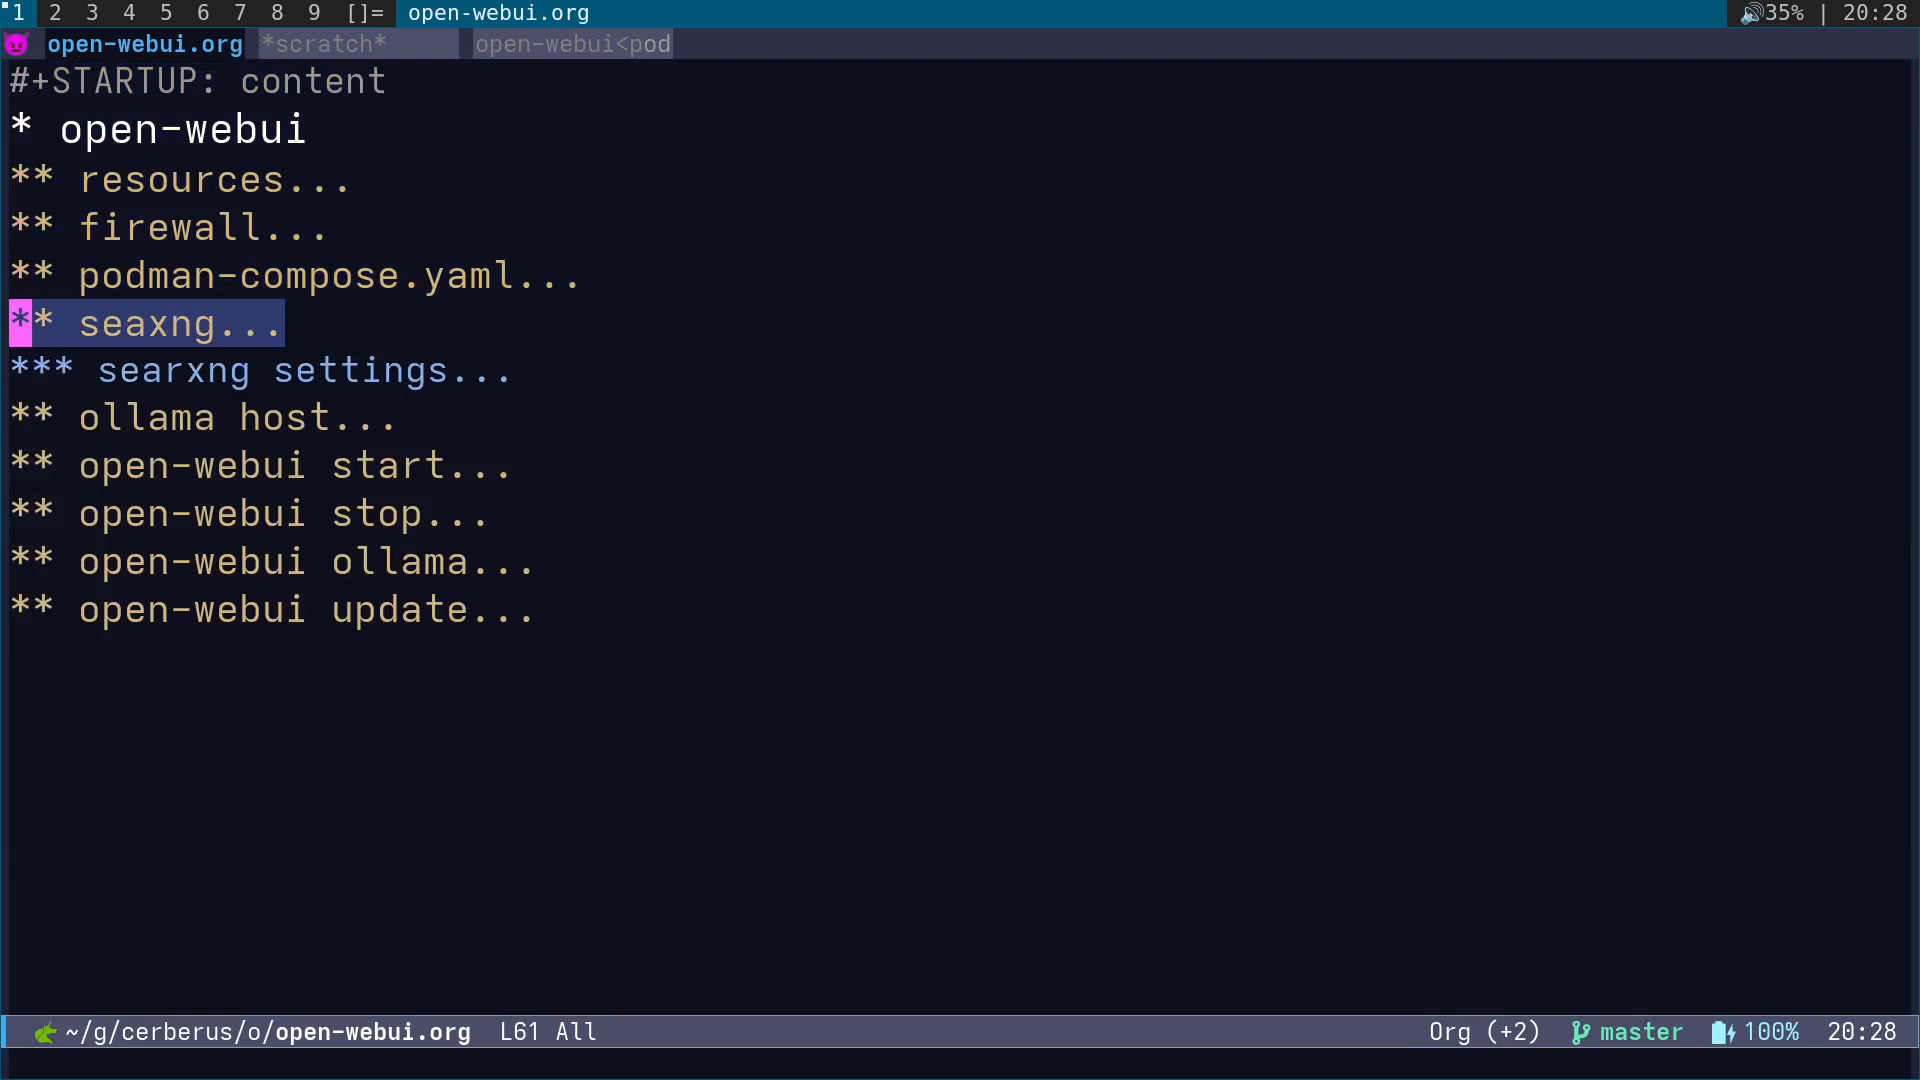 1 2 3 4 5 6 7 8 9 []= open-webui.org 35% | 20:28
open-webui.org *scratch* open-webui<pod
#+STARTUP: content
* open-webui
** resources...
** firewall...
** podman-compose.yaml...
** seaxng...
*** searxng settings...
** ollama host...
** open-webui start...
** open-webui stop...
** open-webui ollama...
** open-webui update...
~/g/cerberus/o/open-webui.org L61 All Org (+2) master 100% 20:28